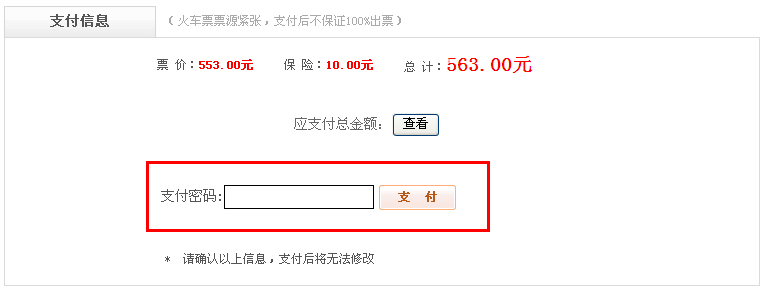 支付信息 （火车票票源紧张，支付后不保证100%出票）
票 价：553.00元 保 险：10.00元 总 计：563.00元
应支付总金额： 查看
支付密码: 支 付
* 请确认以上信息，支付后将无法修改